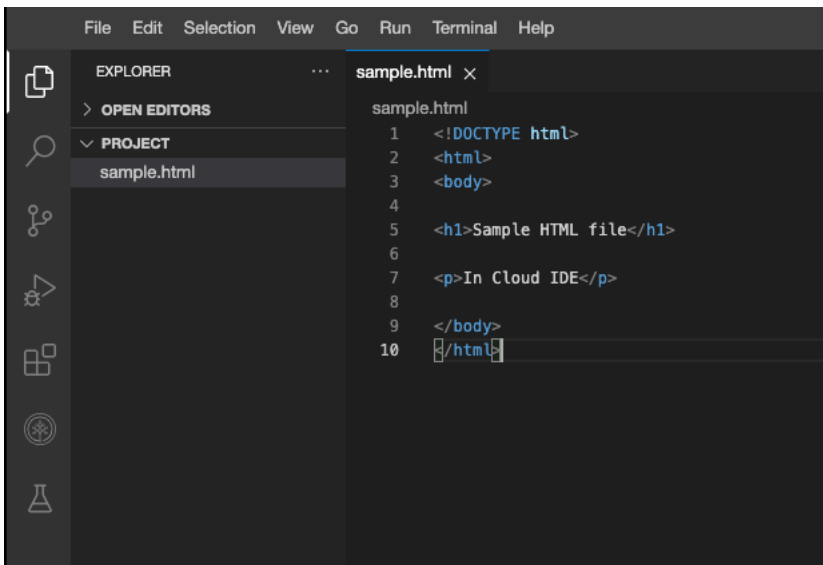 File Edit Selection View Go Run Terminal Help
EXPLORER ···
> OPEN EDITORS
PROJECT
sample.html
sample.html ×
sample.html
1 <!DOCTYPE html>
2 <html>
3 <body>
4
5 <h1>Sample HTML file</h1>
6
7 <p>In Cloud IDE</p>
8
9 </body>
10 </html>